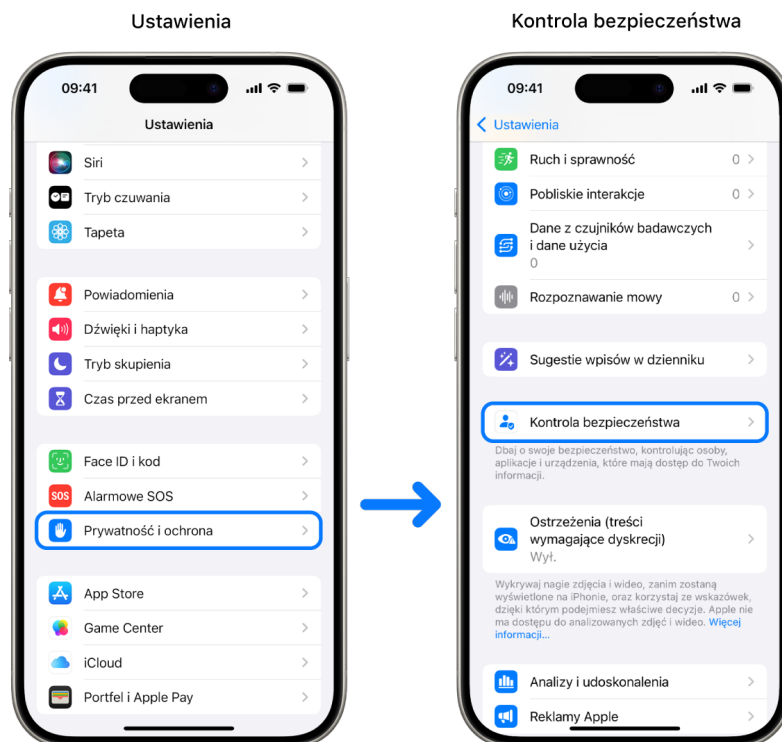 Ustawienia
09:41
Ustawienia
Siri
Tryb czuwania
Tapeta
Powiadomienia
Dźwięki i haptyka
Tryb skupienia
Czas przed ekranem
Face ID i kod
SOS
Alarmowe SOS
Prywatność i ochrona
App Store
Game Center
iCloud
Portfel i Apple Pay
Kontrola bezpieczeństwa
09:41
Ustawienia
Ruch i sprawność 0
Pobliskie interakcje 0
Dane z czujników badawczych
i dane użycia
0
Rozpoznawanie mowy 0
Sugestie wpisów w dzienniku
Kontrola bezpieczeństwa
Dbaj o swoje bezpieczeństwo, kontrolując osoby,
aplikacje i urządzenia, które mają dostęp do Twoich
informacji.
Ostrzeżenia (treści
wymagające dyskrecji)
Wył.
Wykrywaj nagie zdjęcia i wideo, zanim zostaną
wyświetlone na iPhonie, oraz korzystaj ze wskazówek,
dzięki którym podejmiesz właściwe decyzje. Apple nie
ma dostępu do analizowanych zdjęć i wideo. Więcej
informacji...
Analizy i udoskonalenia
Reklamy Apple